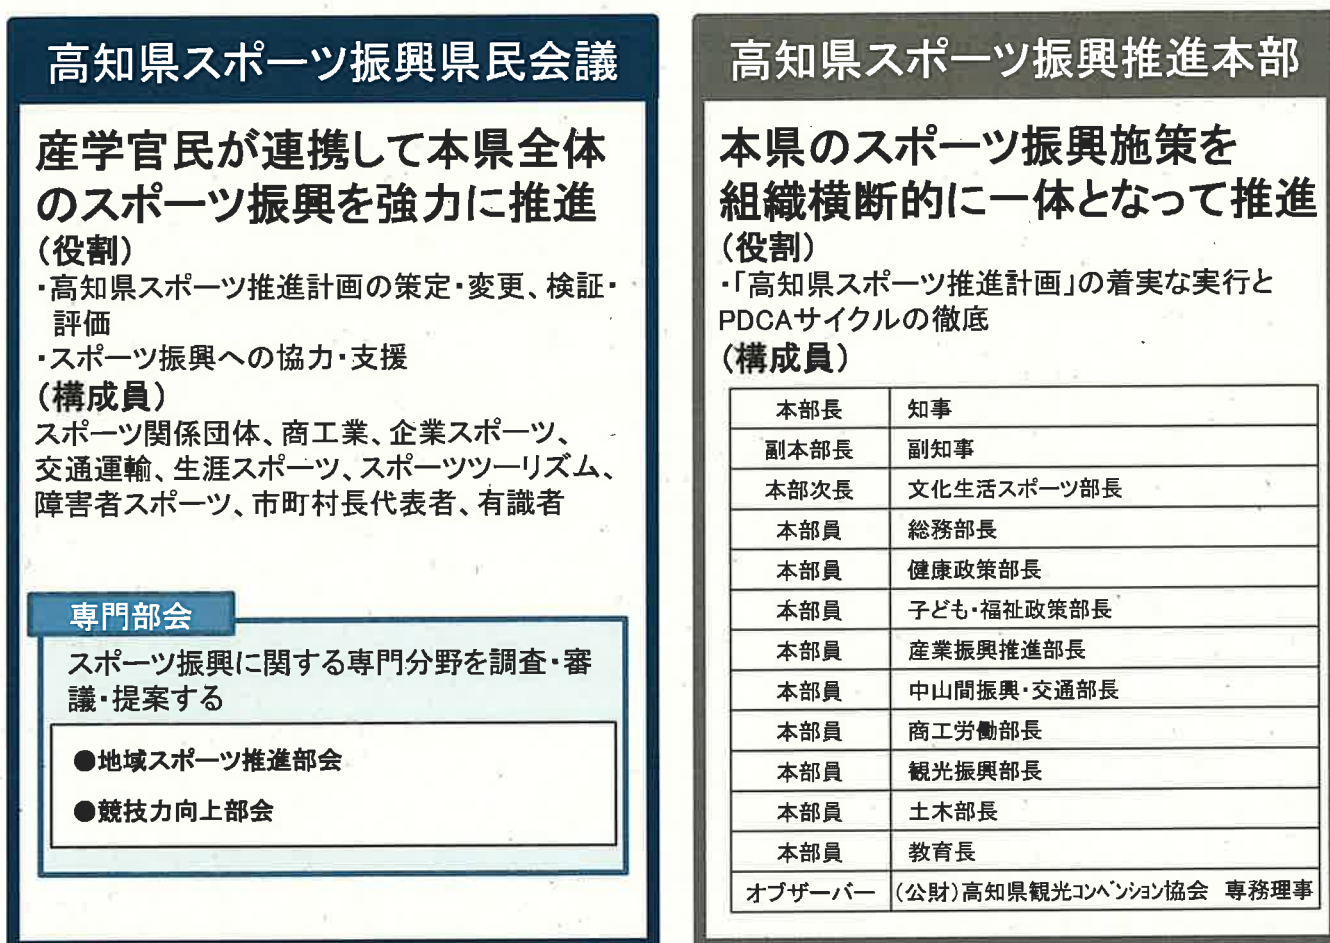 高知県スポーツ振興県民会議
産学官民が連携して本県全体
のスポーツ振興を強力に推進
(役割)
・高知県スポーツ推進計画の策定・変更、検証・
評価
・スポーツ振興への協力・支援
(構成員)
スポーツ関係団体、商工業、企業スポーツ、
交通運輸、生涯スポーツ、スポーツツーリズム、
障害者スポーツ、市町村長代表者、有識者
専門部会
スポーツ振興に関する専門分野を調査・審
議・提案する
●地域スポーツ推進部会
●競技力向上部会
高知県スポーツ振興推進本部
本県のスポーツ振興施策を
組織横断的に一体となって推進
(役割)
・「高知県スポーツ推進計画」の着実な実行と
PDCAサイクルの徹底
(構成員)
本部長 知事
副本部長 副知事
本部次長 文化生活スポーツ部長
本部員 総務部長
本部員 健康政策部長
本部員 子ども・福祉政策部長
本部員 産業振興推進部長
本部員 中山間振興・交通部長
本部員 商工労働部長
本部員 観光振興部長
本部員 土木部長
本部員 教育長
オブザーバー (公財)高知県観光コンベンション協会 専務理事